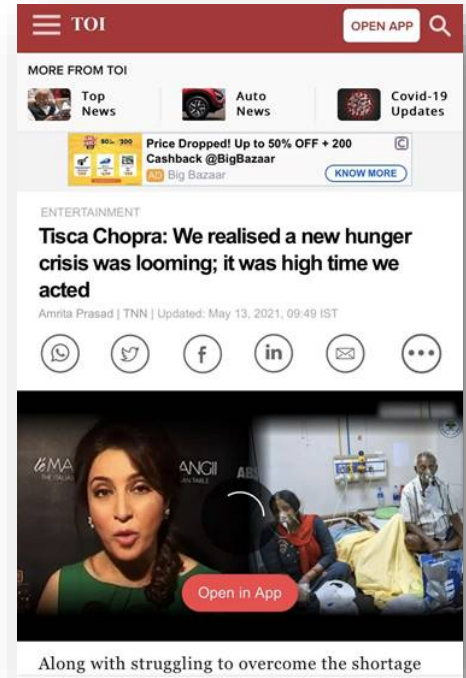 TOI
OPEN APP
MORE FROM TOI
Top
News
Auto
News
Covid-19
Updates
Price Dropped! Up to 50% OFF + 200
Cashback @BigBazaar
AD Big Bazaar
KNOW MORE
ENTERTAINMENT
Tisca Chopra: We realised a new hunger
crisis was looming; it was high time we
acted
Amrita Prasad | TNN | Updated: May 13, 2021, 09:49 IST
Open in App
Along with struggling to overcome the shortage